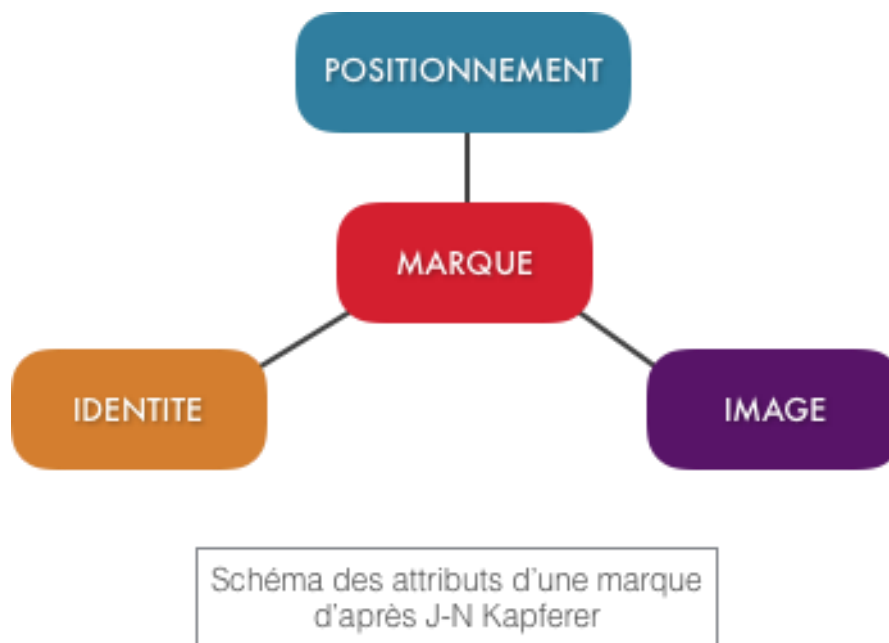 POSITIONNEMENT
MARQUE
IDENTITE
IMAGE
Schéma des attributs d'une marque
d'après J-N Kapferer